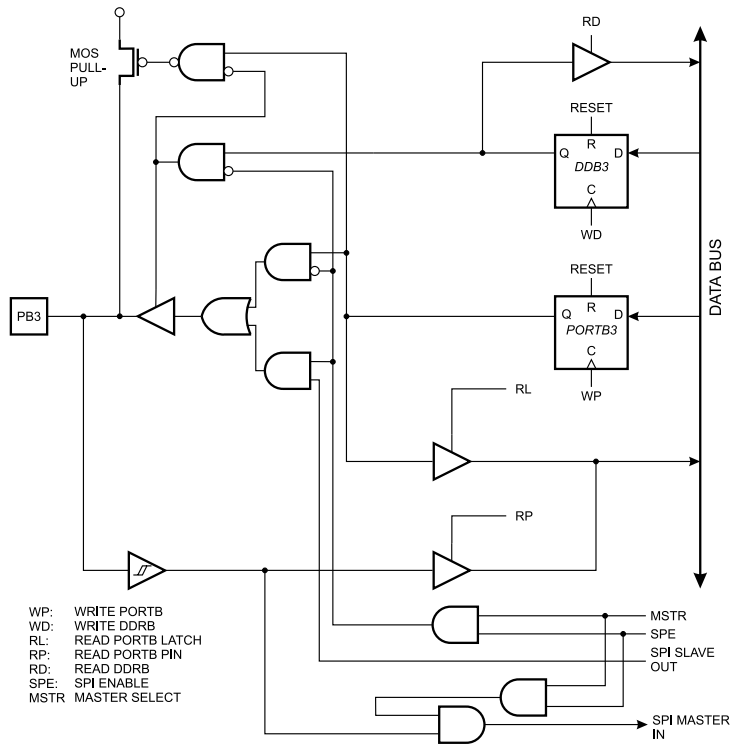 RD
MOS
PULL-
UP
RESET
R
Q
D
DDB3
C
WD
DATA BUS
RESET
R
Q
D
PORTB3
C
WP
PB3
RL
RP
WP: WRITE PORTB
WD: WRITE DDRB
RL: READ PORTB LATCH
RP: READ PORTB PIN
RD: READ DDRB
SPE: SPI ENABLE
MSTR MASTER SELECT
MSTR
SPE
SPI SLAVE
OUT
SPI MASTER
IN